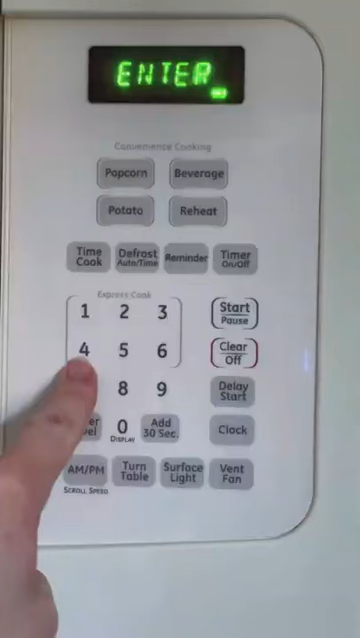 ENTER
Convenience Cooking
Popcorn Beverage
Potato Reheat
Time Cook Defrost Auto/Time Reminder Timer On/Off
Express Cook
1 2 3 Start Pause
4 5 6 Clear Off
8 9 Delay Start
0 DISPLAY Add 30 Sec. Clock
AM/PM Turn Table Surface Light Vent Fan
SCROLL SPEED